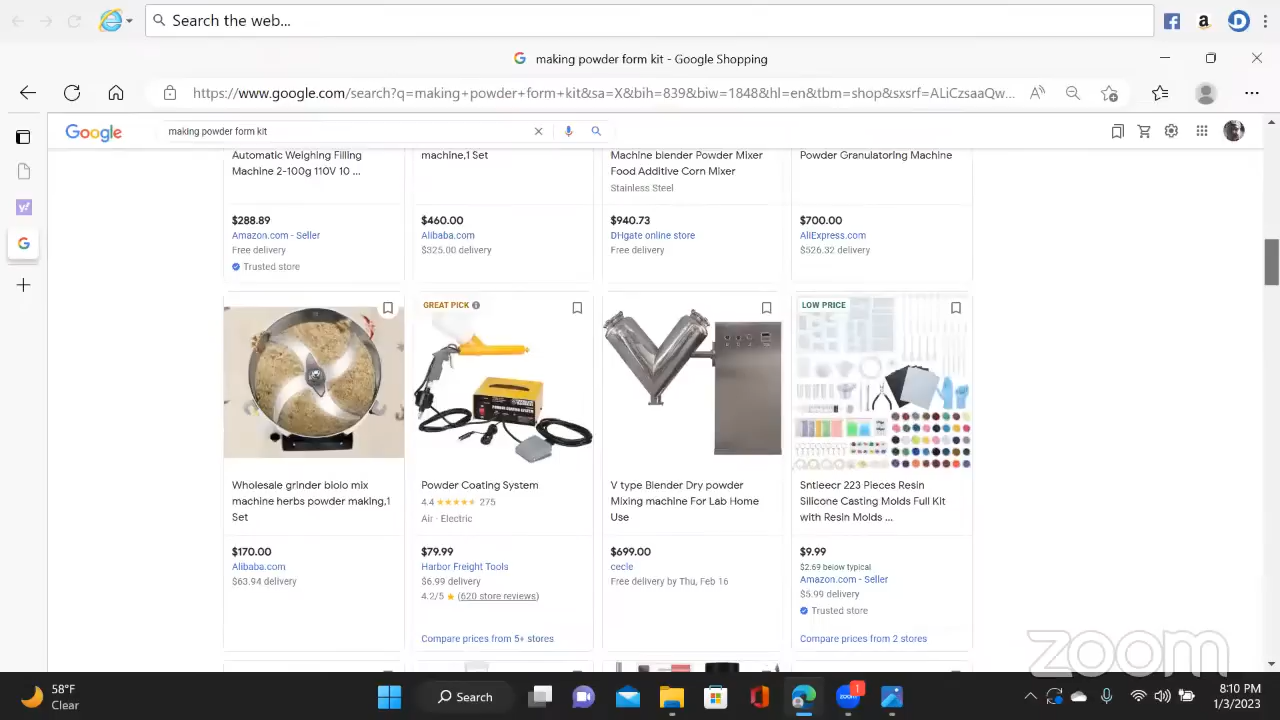 Search the web...
making powder form kit - Google Shopping
https://www.google.com/search?q=making+powder+form+kit&sa=X&bih=839&biw=1848&hl=en&tbm=shop&sxsrf=ALiCzsaaQw...
Google
making powder form kit
Automatic Weighing Filling
Machine 2-100g 110V 10 ...
$288.89
Amazon.com - Seller
Free delivery
Trusted store
machine,1 Set
$460.00
Alibaba.com
$325.00 delivery
Machine blender Powder Mixer
Food Additive Corn Mixer
Stainless Steel
$940.73
DHgate online store
Free delivery
Powder Granulatoring Machine
$700.00
AliExpress.com
$526.32 delivery
Wholesale grinder biolo mix
machine herbs powder making,1
Set
$170.00
Alibaba.com
$63.94 delivery
GREAT PICK
Powder Coating System
4.4 275
Air · Electric
$79.99
Harbor Freight Tools
$6.99 delivery
4.2/5 (620 store reviews)
Compare prices from 5+ stores
V type Blender Dry powder
Mixing machine For Lab Home
Use
$699.00
cecle
Free delivery by Thu, Feb 16
LOW PRICE
Sntieecr 223 Pieces Resin
Silicone Casting Molds Full Kit
with Resin Molds ...
$9.99
$2.69 below typical
Amazon.com - Seller
$5.99 delivery
Trusted store
Compare prices from 2 stores
zoom
58°F
Clear
Search
zoom
1
8:10 PM
1/3/2023